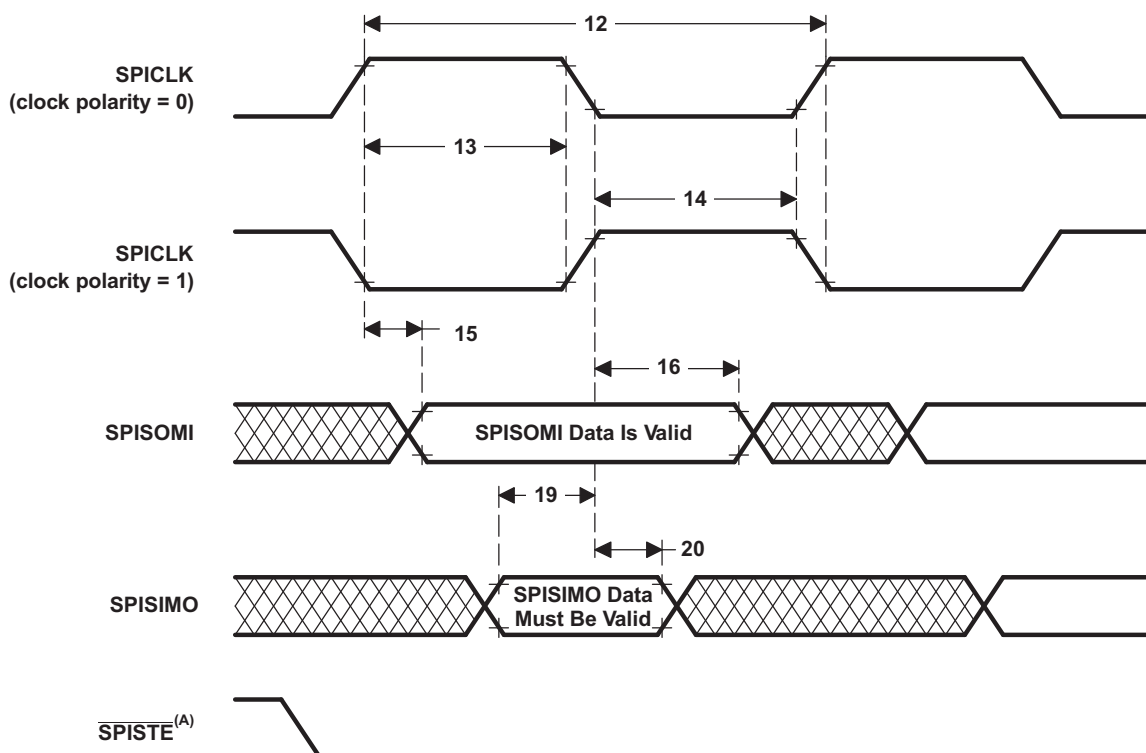 12
SPICLK
(clock polarity = 0)
13
14
SPICLK
(clock polarity = 1)
15
16
SPISOMI
SPISOMI Data Is Valid
19
20
SPISIMO
SPISIMO Data
Must Be Valid
SPISTE(A)